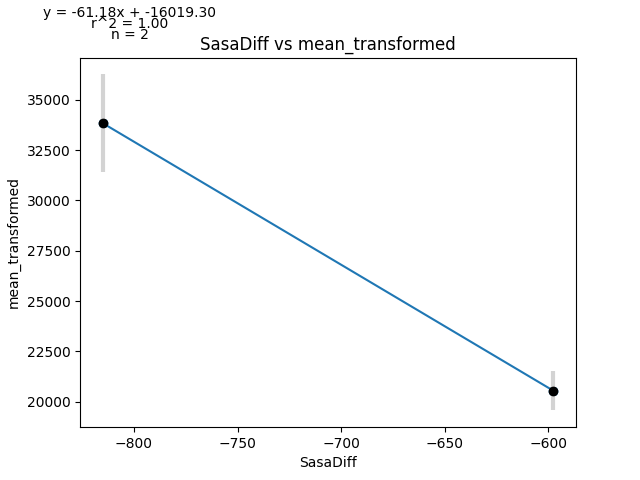 y = -61.18x + -16019.30
r^2 = 1.00
n = 2
SasaDiff vs mean_transformed
35000
32500
30000
27500
25000
22500
20000
mean_transformed
−800
−750
−700
−650
−600
SasaDiff